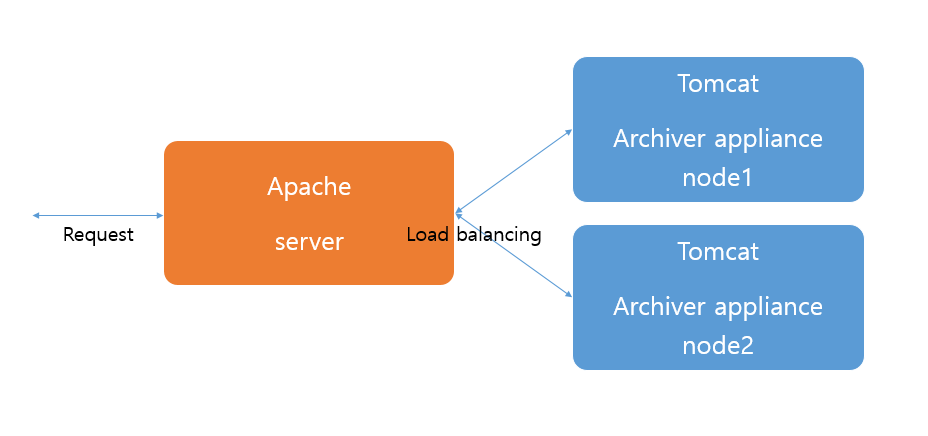 Request
Apache
server
Load balancing
Tomcat
Archiver appliance
node1
Tomcat
Archiver appliance
node2